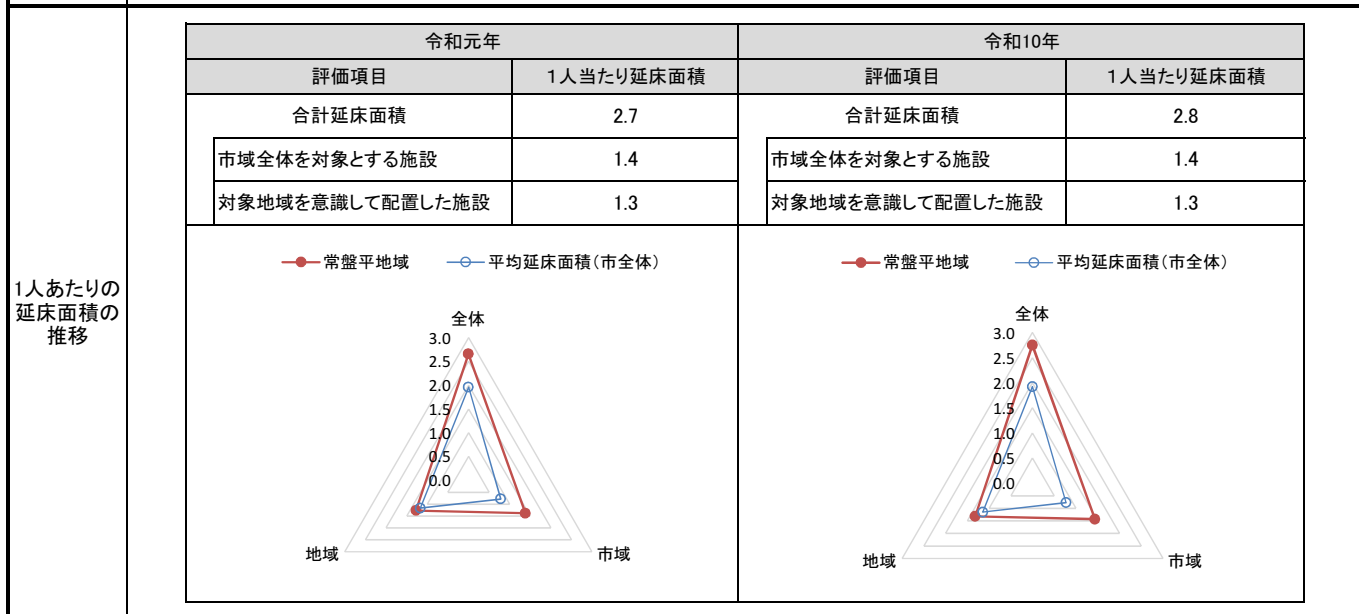 1人あたりの
延床面積の
推移
令和元年
令和10年
評価項目
1人当たり延床面積
評価項目
1人当たり延床面積
合計延床面積
2.7
合計延床面積
2.8
市域全体を対象とする施設
1.4
市域全体を対象とする施設
1.4
対象地域を意識して配置した施設
1.3
対象地域を意識して配置した施設
1.3
常盤平地域
平均延床面積(市全体)
全体
3.0
2.5
2.0
1.5
1.0
0.5
0.0
地域
市域
常盤平地域
平均延床面積(市全体)
全体
3.0
2.5
2.0
1.5
1.0
0.5
0.0
地域
市域